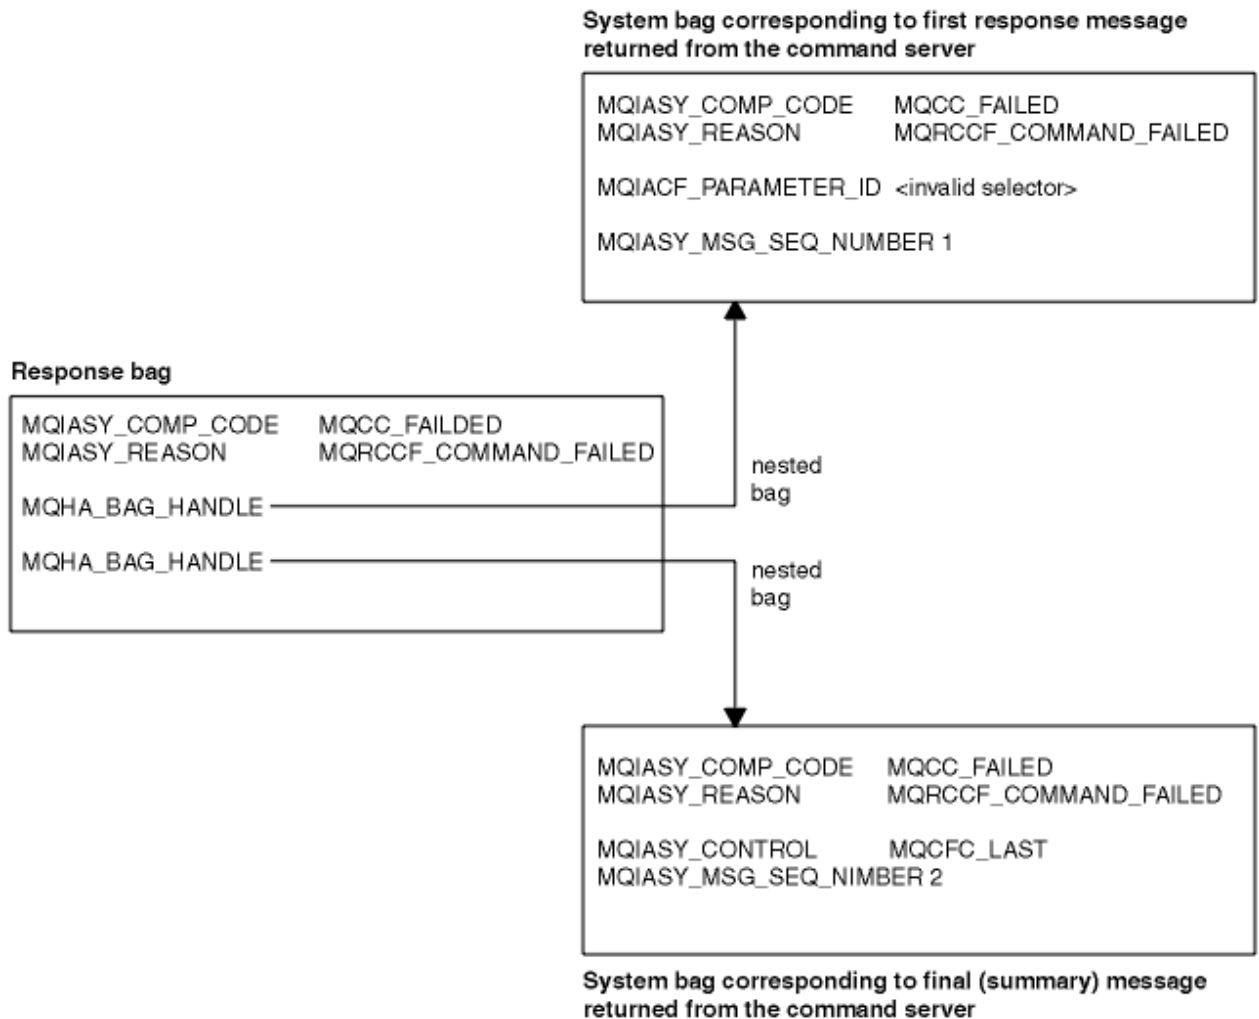 System bag corresponding to first response message
returned from the command server
MQIASY_COMP_CODE MQCC_FAILED
MQIASY_REASON MQRCCF_COMMAND_FAILED
MQIACF_PARAMETER_ID <invalid selector>
MQIASY_MSG_SEQ_NUMBER 1
Response bag
MQIASY_COMP_CODE MQCC_FAILDED
MQIASY_REASON MQRCCF_COMMAND_FAILED
MQHA_BAG_HANDLE
nested
bag
MQHA_BAG_HANDLE
nested
bag
MQIASY_COMP_CODE MQCC_FAILED
MQIASY_REASON MQRCCF_COMMAND_FAILED
MQIASY_CONTROL MQCFC_LAST
MQIASY_MSG_SEQ_NIMBER 2
System bag corresponding to final (summary) message
returned from the command server